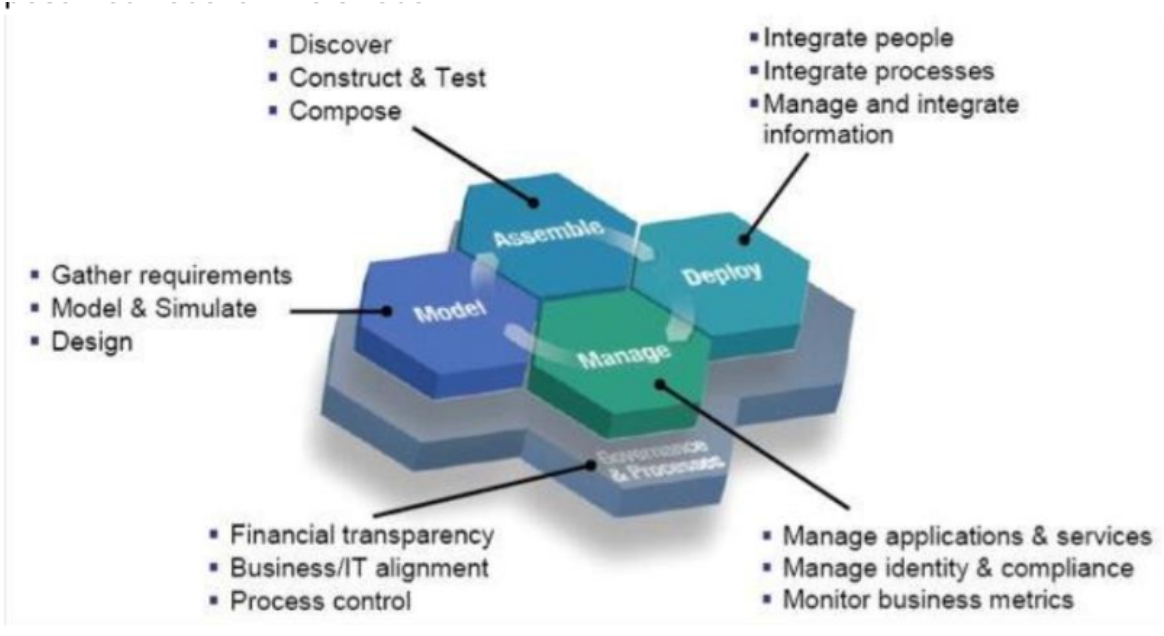 ▪ Discover
▪ Construct & Test
▪ Compose
▪ Integrate people
▪ Integrate processes
▪ Manage and integrate
information
Assemble
Deploy
▪ Gather requirements
▪ Model & Simulate
▪ Design
Model
Manage
Governance
& Processes
▪ Financial transparency
▪ Business/IT alignment
▪ Process control
▪ Manage applications & services
▪ Manage identity & compliance
▪ Monitor business metrics